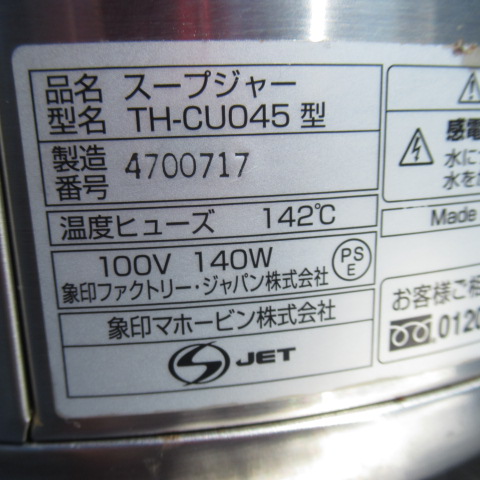 品名 スープジャー
型名 TH-CU045 型
製造番号 4700717
温度ヒューズ 142℃
100V 140W
象印ファクトリー・ジャパン株式会社
PS
E
象印マホービン株式会社
S JET
感電
水に
水を
Made
お客様ご相
0120